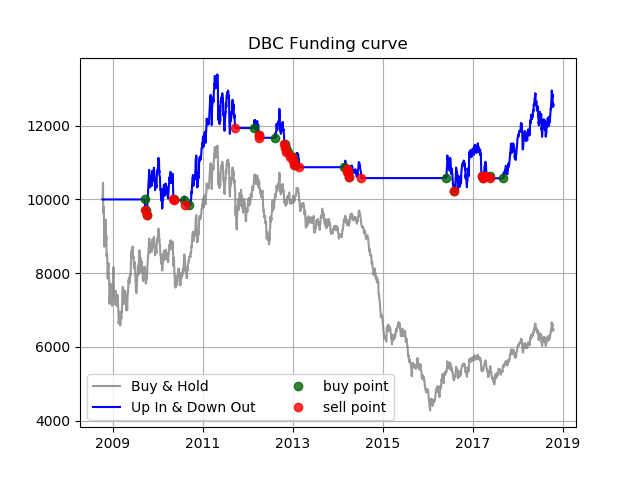 DBC Funding curve
12000
10000
8000
6000
4000
Buy & Hold
Up In & Down Out
buy point
sell point
2009 2011 2013 2015 2017 2019